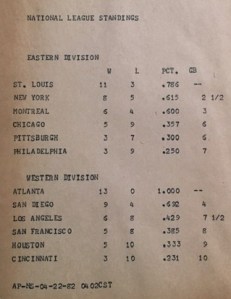 NATIONAL LEAGUE STANDINGS
EASTERN DIVISION
W L PCT. GB
ST. LOUIS 11 3 .786 --
NEW YORK 8 5 .615 2 1/2
MONTREAL 6 4 .600 3
CHICAGO 5 9 .357 6
PITTSBURGH 3 7 .300 6
PHILADELPHIA 3 9 .250 7
WESTERN DIVISION
ATLANTA 13 0 1.000 --
SAN DIEGO 9 4 .692 4
LOS ANGELES 6 8 .429 7 1/2
SAN FRANCISCO 5 8 .385 8
HOUSTON 5 10 .333 9
CINCINNATI 3 10 .231 10
AP-NS-04-22-82 0402CST